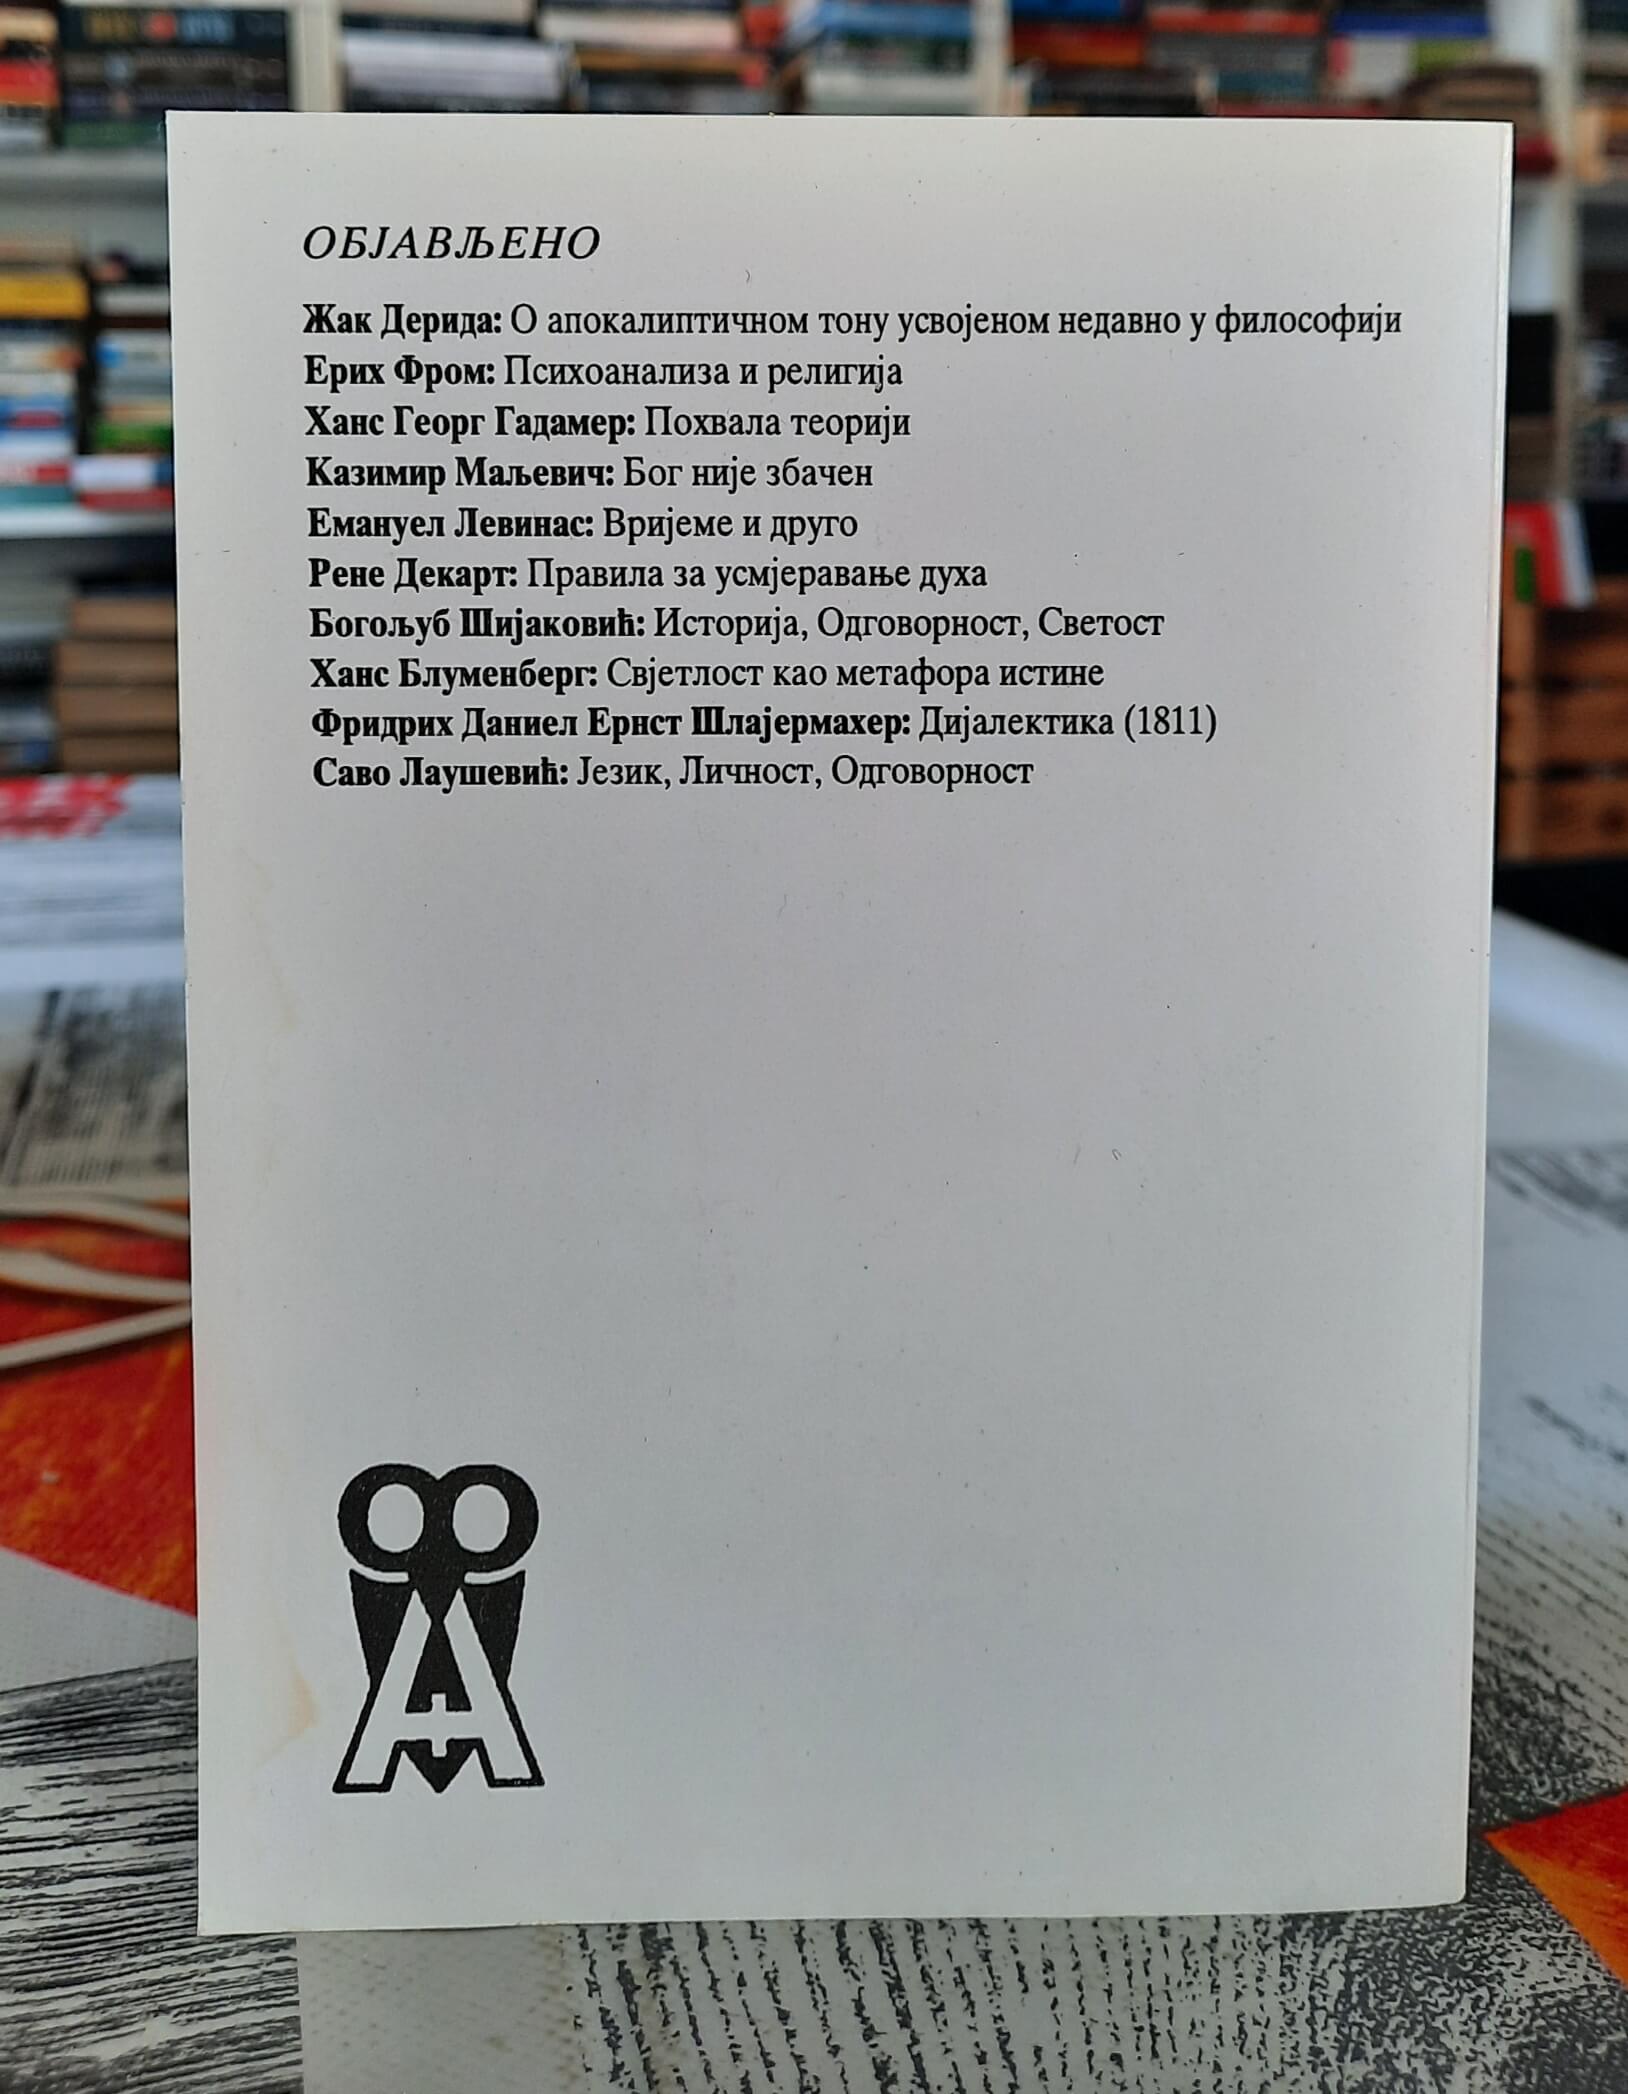 ОБЈАВЉЕНО
Жак Дерида: О апокалиптичном тону усвојеном недавно у философији
Ерих Фром: Психоанализа и религија
Ханс Георг Гадамер: Похвала теорији
Казимир Маљевич: Бог није збачен
Емануел Левинас: Вријеме и друго
Рене Декарт: Правила за усмјеравање духа
Богољуб Шијаковић: Историја, Одговорност, Светост
Ханс Блуменберг: Свјетлост као метафора истине
Фридрих Даниел Ернст Шлајермахер: Дијалектика (1811)
Саво Лаушевић: Језик, Личност, Одговорност